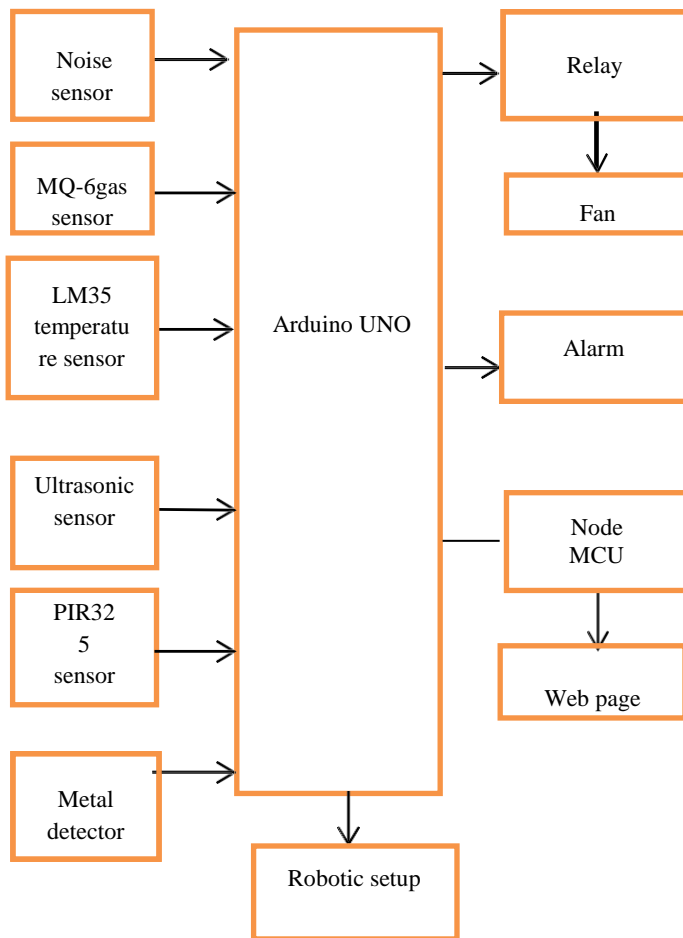 Noise
sensor
MQ-6gas
sensor
LM35
temperatu
re sensor
Ultrasonic
sensor
PIR32
5
sensor
Metal
detector
Arduino UNO
Relay
Fan
Alarm
Node
MCU
Web page
Robotic setup